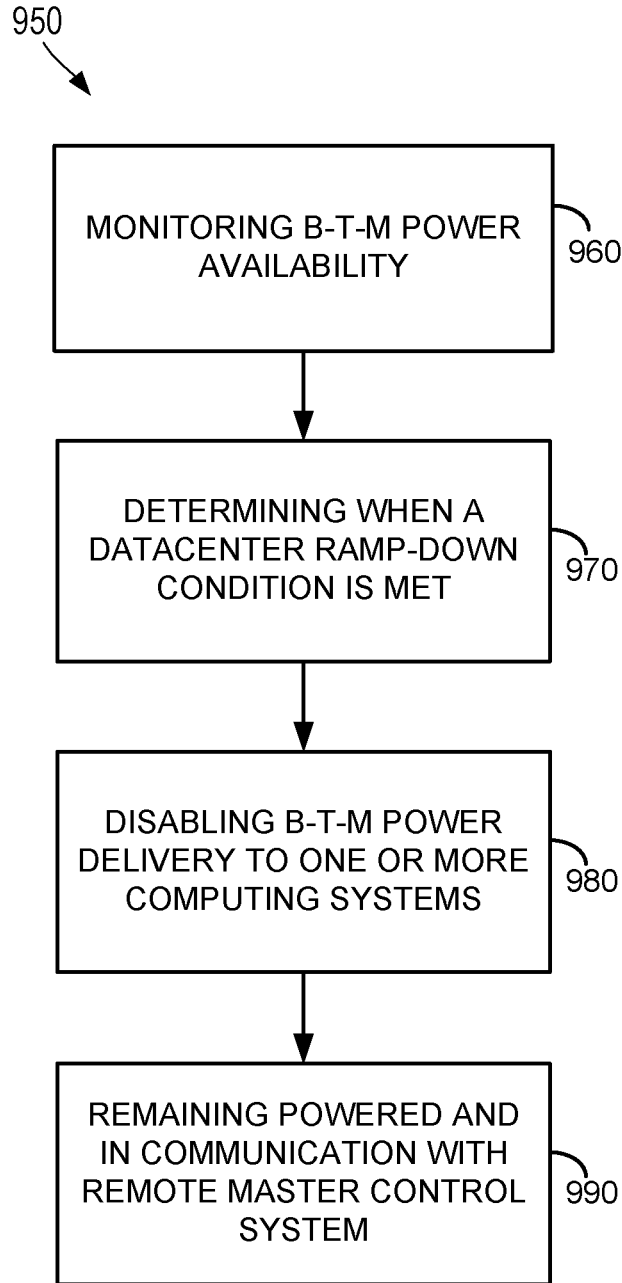 950
MONITORING B-T-M POWER
AVAILABILITY
960
DETERMINING WHEN A
DATACENTER RAMP-DOWN
CONDITION IS MET
970
DISABLING B-T-M POWER
DELIVERY TO ONE OR MORE
COMPUTING SYSTEMS
980
REMAINING POWERED AND
IN COMMUNICATION WITH
REMOTE MASTER CONTROL
SYSTEM
990